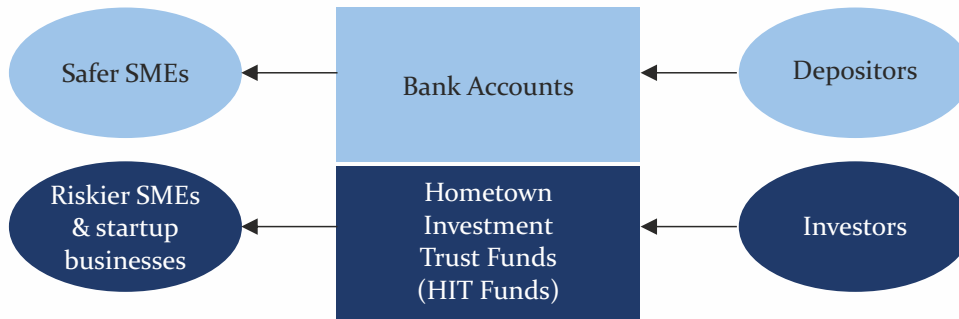 Safer SMEs
Bank Accounts
Depositors
Riskier SMEs
& startup
businesses
Hometown
Investment
Trust Funds
(HIT Funds)
Investors